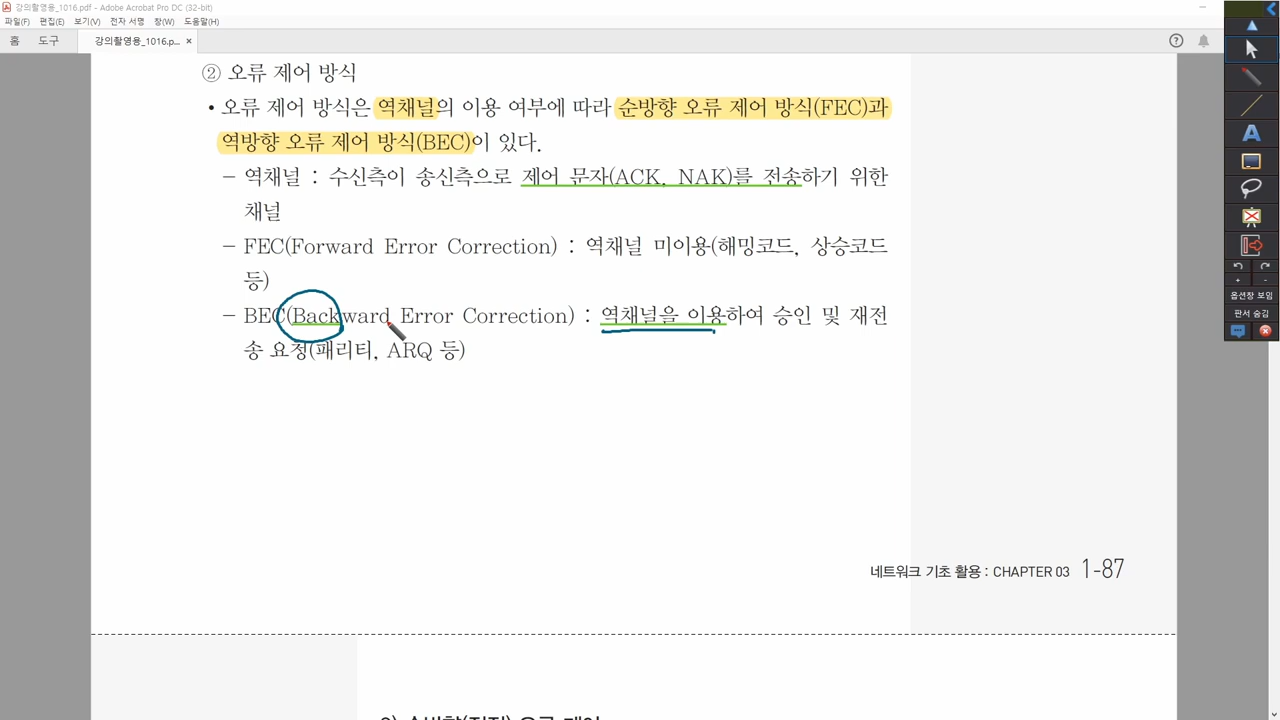 강의촬영용_1016.pdf - Adobe Acrobat Pro DC (32-bit)
파일(F) 편집(E) 보기(V) 전자 서명 창(W) 도움말(H)
홈 도구 강의촬영용_1016.p... ×
② 오류 제어 방식
• 오류 제어 방식은 역채널의 이용 여부에 따라 순방향 오류 제어 방식(FEC)과
역방향 오류 제어 방식(BEC)이 있다.
– 역채널 : 수신측이 송신측으로 제어 문자(ACK, NAK)를 전송하기 위한
채널
– FEC(Forward Error Correction) : 역채널 미이용(해밍코드, 상승코드
등)
– BEC(Backward Error Correction) : 역채널을 이용하여 승인 및 재전
송 요청(패리티, ARQ 등)
네트워크 기초 활용 : CHAPTER 03 1-87
옵션장 보임
판서 숨김